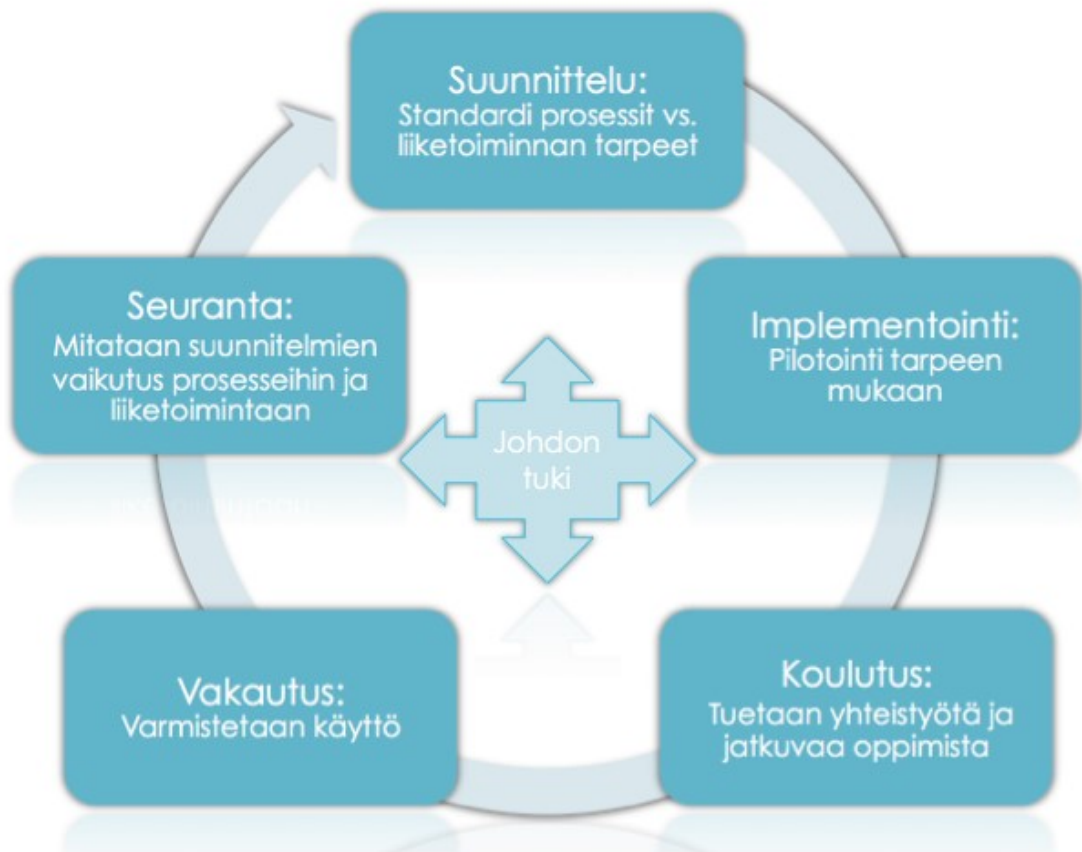 Suunnittelu:
Standardi prosessit vs.
liiketoiminnan tarpeet
Implementointi:
Pilotointi tarpeen
mukaan
Koulutus:
Tuetaan yhteistyötä ja
jatkuvaa oppimista
Vakautus:
Varmistetaan käyttö
Seuranta:
Mitataan suunnitelmien
vaikutus prosesseihin ja
liiketoimintaan
Johdon
tuki